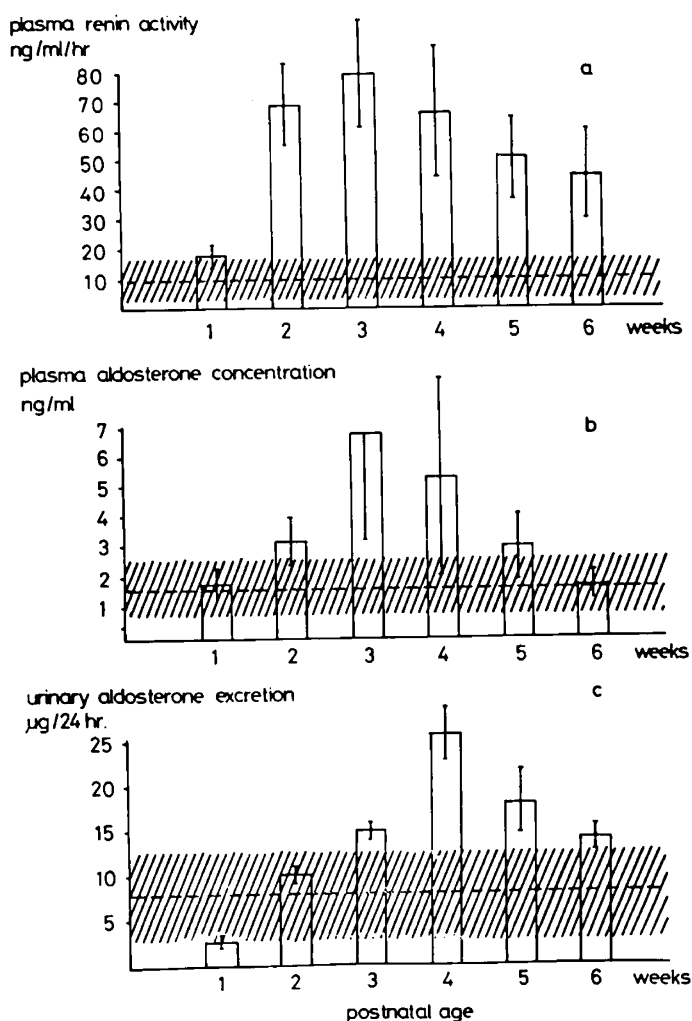 plasma renin activity
ng/ml/hr
a
80
70
60
50
40
30
20
10
1 2 3 4 5 6 weeks
plasma aldosterone concentration
ng/ml
b
7
6
5
4
3
2
1
1 2 3 4 5 6 weeks
urinary aldosterone excretion
c
µg/24 hr.
25
20
15
10
5
1 2 3 4 5 6 weeks
postnatal age